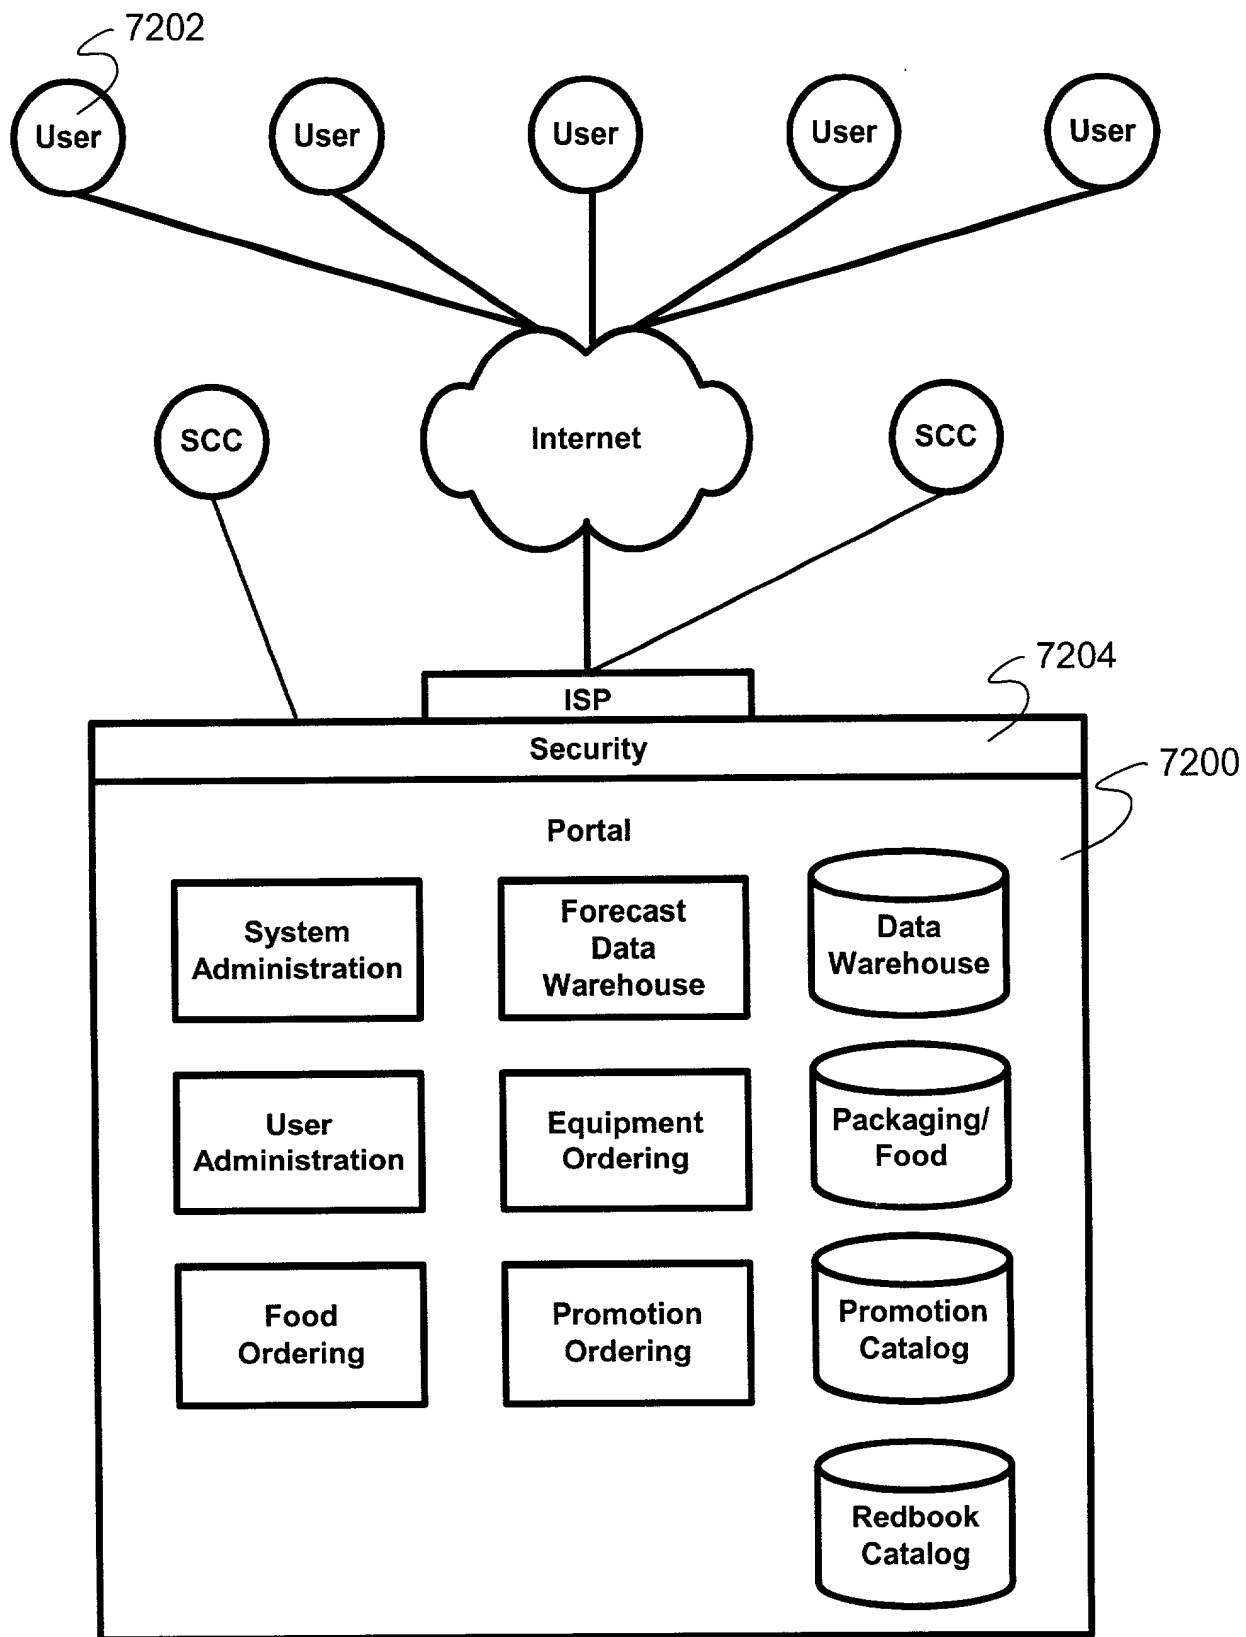 7202
User
User
User
User
User
SCC
Internet
SCC
7204
ISP
Security
7200
Portal
System
Administration
Forecast
Data
Warehouse
Data
Warehouse
User
Administration
Equipment
Ordering
Packaging/
Food
Food
Ordering
Promotion
Ordering
Promotion
Catalog
Redbook
Catalog